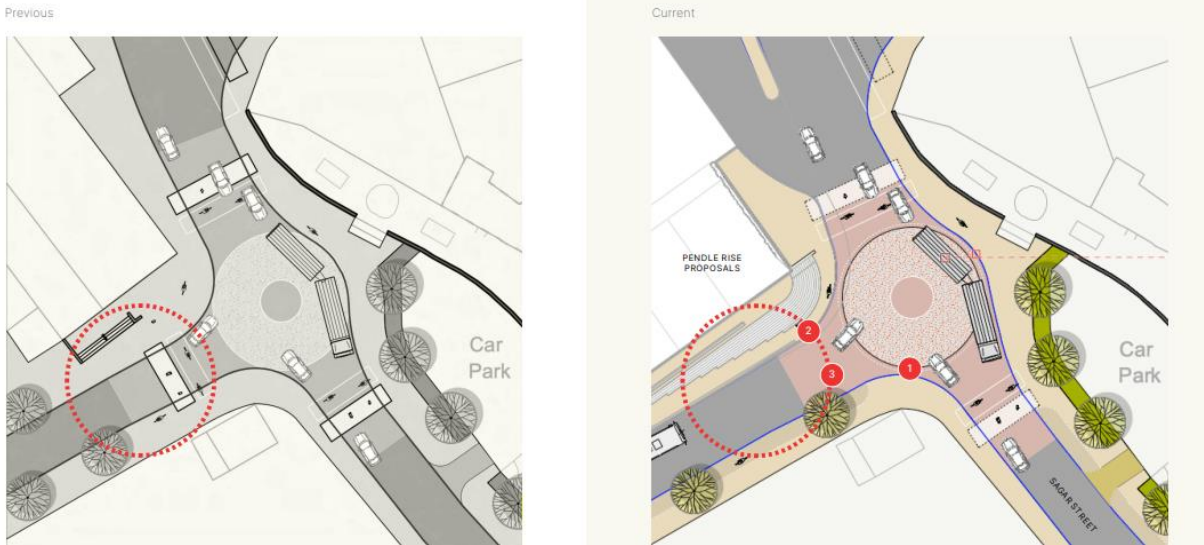 Previous
Current
PENDLE RISE
PROPOSALS
2
3
1
Car
Park
Car
Park
SAGAR STREET